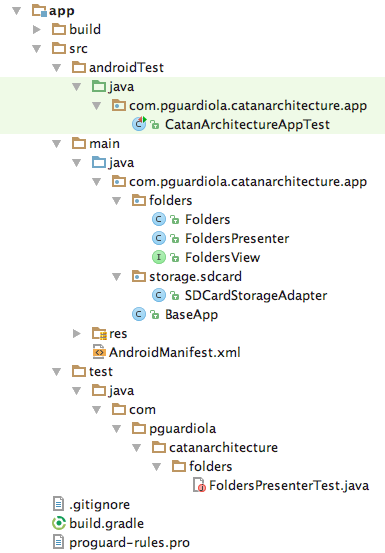 app
build
src
androidTest
java
com.pguardiola.catanarchitecture.app
CatanArchitectureAppTest
main
java
com.pguardiola.catanarchitecture.app
folders
Folders
FoldersPresenter
FoldersView
storage.sdcard
SDCardStorageAdapter
BaseApp
res
AndroidManifest.xml
test
java
com
pguardiola
catanarchitecture
folders
FoldersPresenterTest.java
.gitignore
build.gradle
proguard-rules.pro